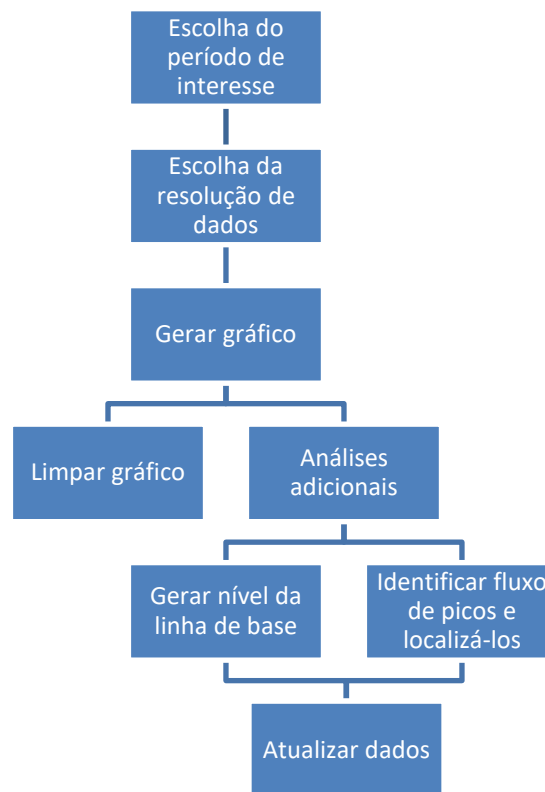 Escolha do
período de
interesse
Escolha da
resolução de
dados
Gerar gráfico
Limpar gráfico
Análises
adicionais
Gerar nível da
linha de base
Identificar fluxo
de picos e
localizá-los
Atualizar dados